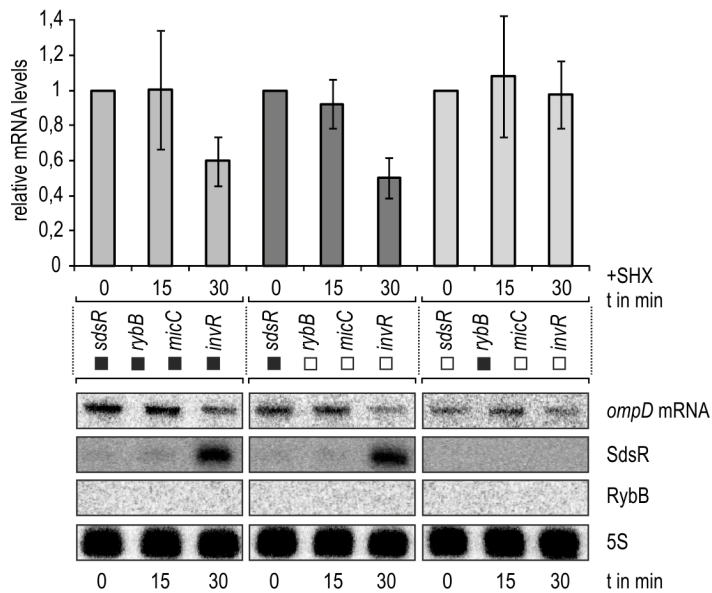 relative mRNA levels
1,4
1,2
1
0,8
0,6
0,4
0,2
0
0 15 30 0 15 30 0 15 30
+SHX
t in min
sdsR rybB micC invR sdsR rybB micC invR sdsR rybB micC invR
ompD mRNA
SdsR
RybB
5S
0 15 30 0 15 30 0 15 30 t in min